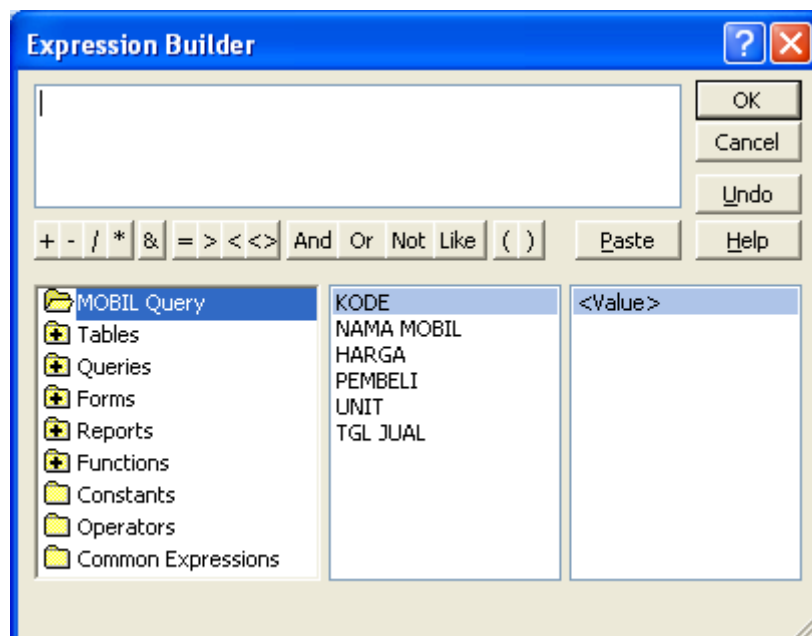 Expression Builder
OK
Cancel
Undo
+ - / * & = > < <> And Or Not Like ( ) Paste Help
MOBIL Query
Tables
Queries
Forms
Reports
Functions
Constants
Operators
Common Expressions
KODE
NAMA MOBIL
HARGA
PEMBELI
UNIT
TGL JUAL
<Value>